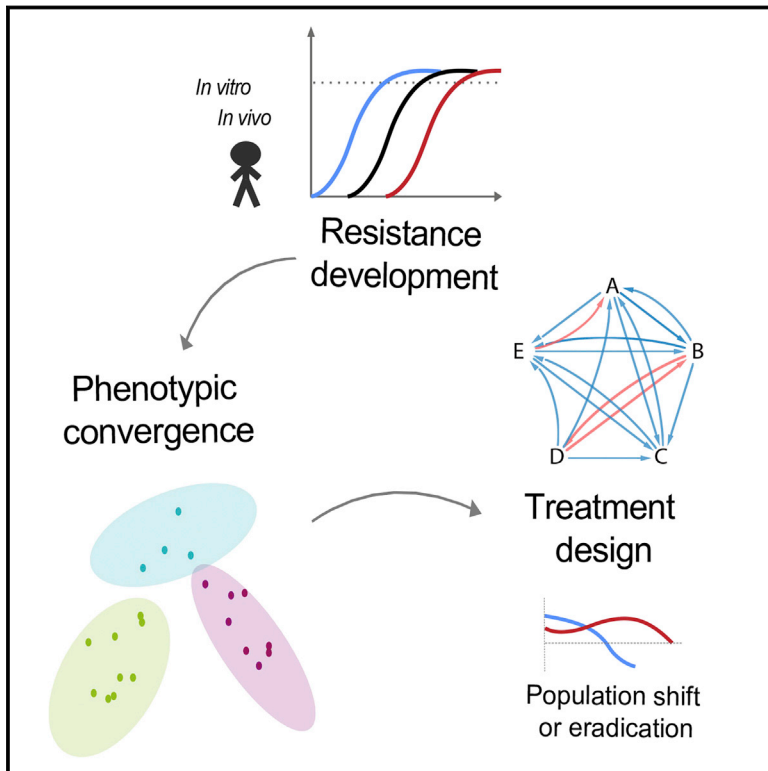 In vitro
In vivo
Resistance
development
A
E
B
D
C
Phenotypic
convergence
Treatment
design
Population shift
or eradication